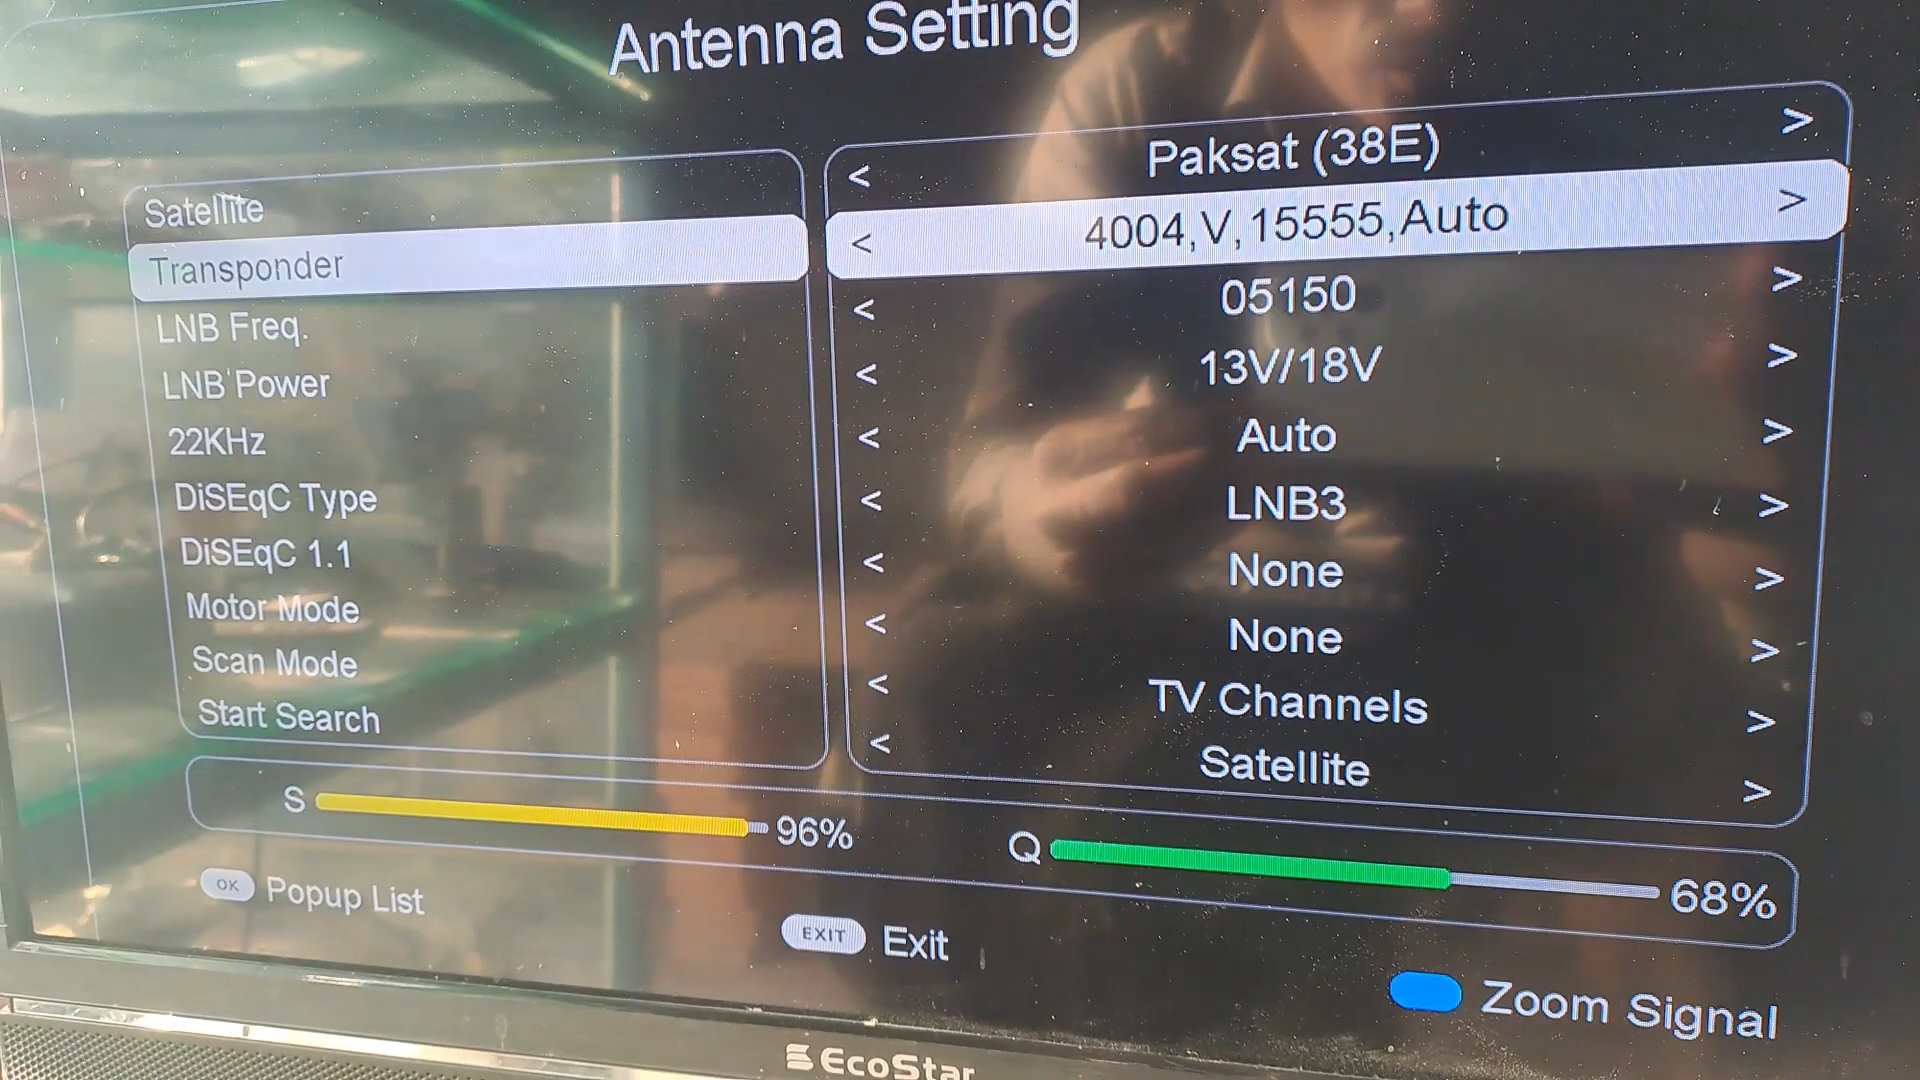 Antenna Setting
Satellite < Paksat (38E) >
Transponder < 4004,V,15555,Auto >
LNB Freq. < 05150 >
LNB Power < 13V/18V >
22KHz < Auto >
DiSEqC Type < LNB3 >
DiSEqC 1.1 < None >
Motor Mode < None >
Scan Mode < TV Channels >
Start Search < Satellite >
S 96% Q 68%
OK Popup List
EXIT Exit
Zoom Signal
EcoStar